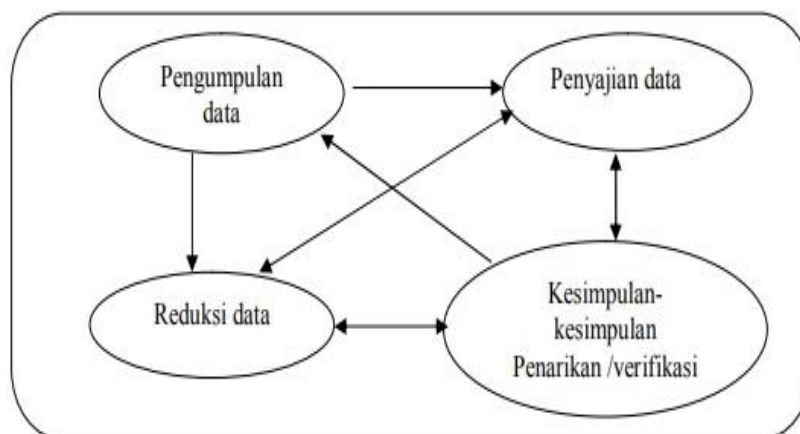 Pengumpulan
data
Penyajian data
Reduksi data
Kesimpulan-
kesimpulan
Penarikan /verifikasi